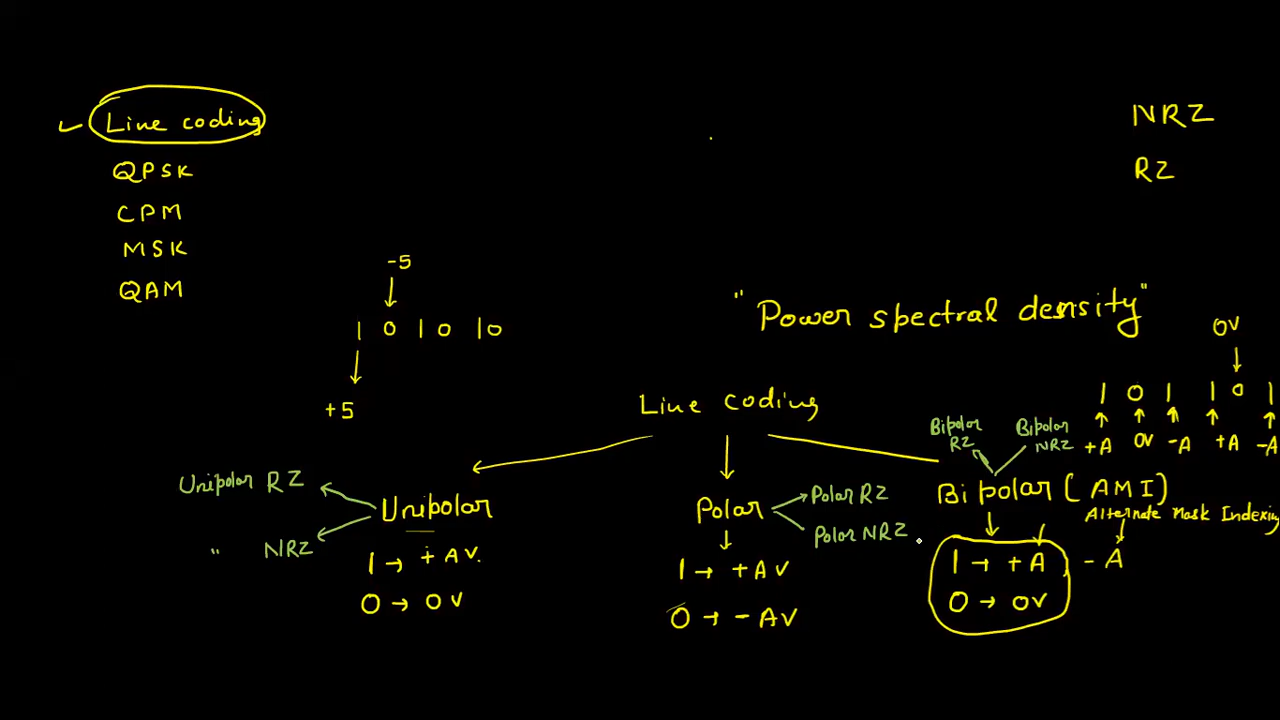 Line coding
QPSK
CPM
MSK
QAM
NRZ
RZ
-5
1 0 1 0 10
+5
"Power spectral density"
0V
1 0 1 1 0 1
+A 0V -A +A -A
Line coding
Unipolar RZ
" NRZ
Unipolar
1 → +AV.
0 → 0V
Polar
Polar RZ
Polar NRZ
1 → +AV
0 → -AV
Bipolar RZ
Bipolar NRZ
Bipolar (AMI)
Alternate Mask Indexing
1 → +A -A
0 → 0V